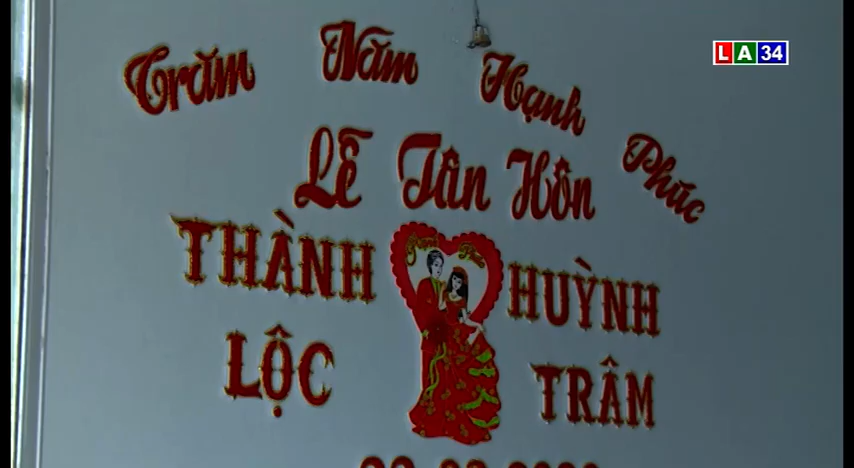 LA34
Trăm Năm Hạnh Phúc
Lễ Tân Hôn
THÀNH HUỲNH
LỘC TRÂM